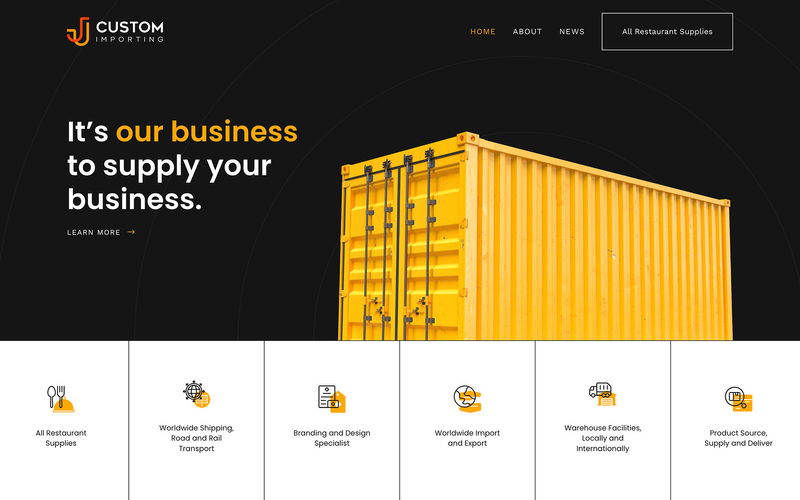 CUSTOM
IMPORTING
HOME
ABOUT
NEWS
All Restaurant Supplies
It’s our business
to supply your
business.
LEARN MORE →
All Restaurant
Supplies
Worldwide Shipping,
Road and Rail
Transport
Branding and Design
Specialist
Worldwide Import
and Export
Warehouse Facilities,
Locally and
Internationally
Product Source,
Supply and Deliver